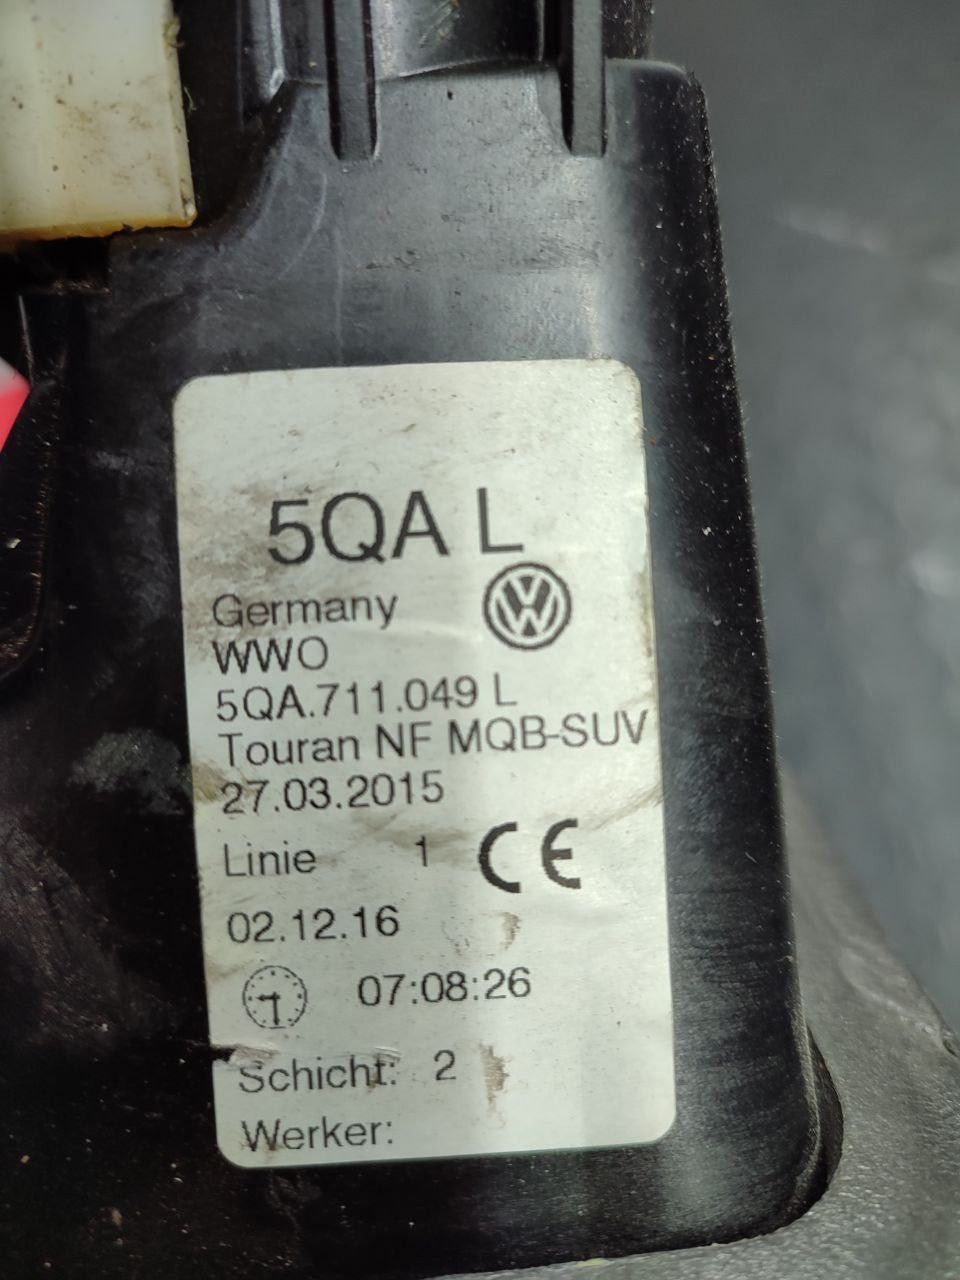 5QA L
Germany
WWO
5QA.711.049 L
Touran NF MQB-SUV
27.03.2015
Linie 1 CE
02.12.16
07:08:26
Schicht: 2
Werker: